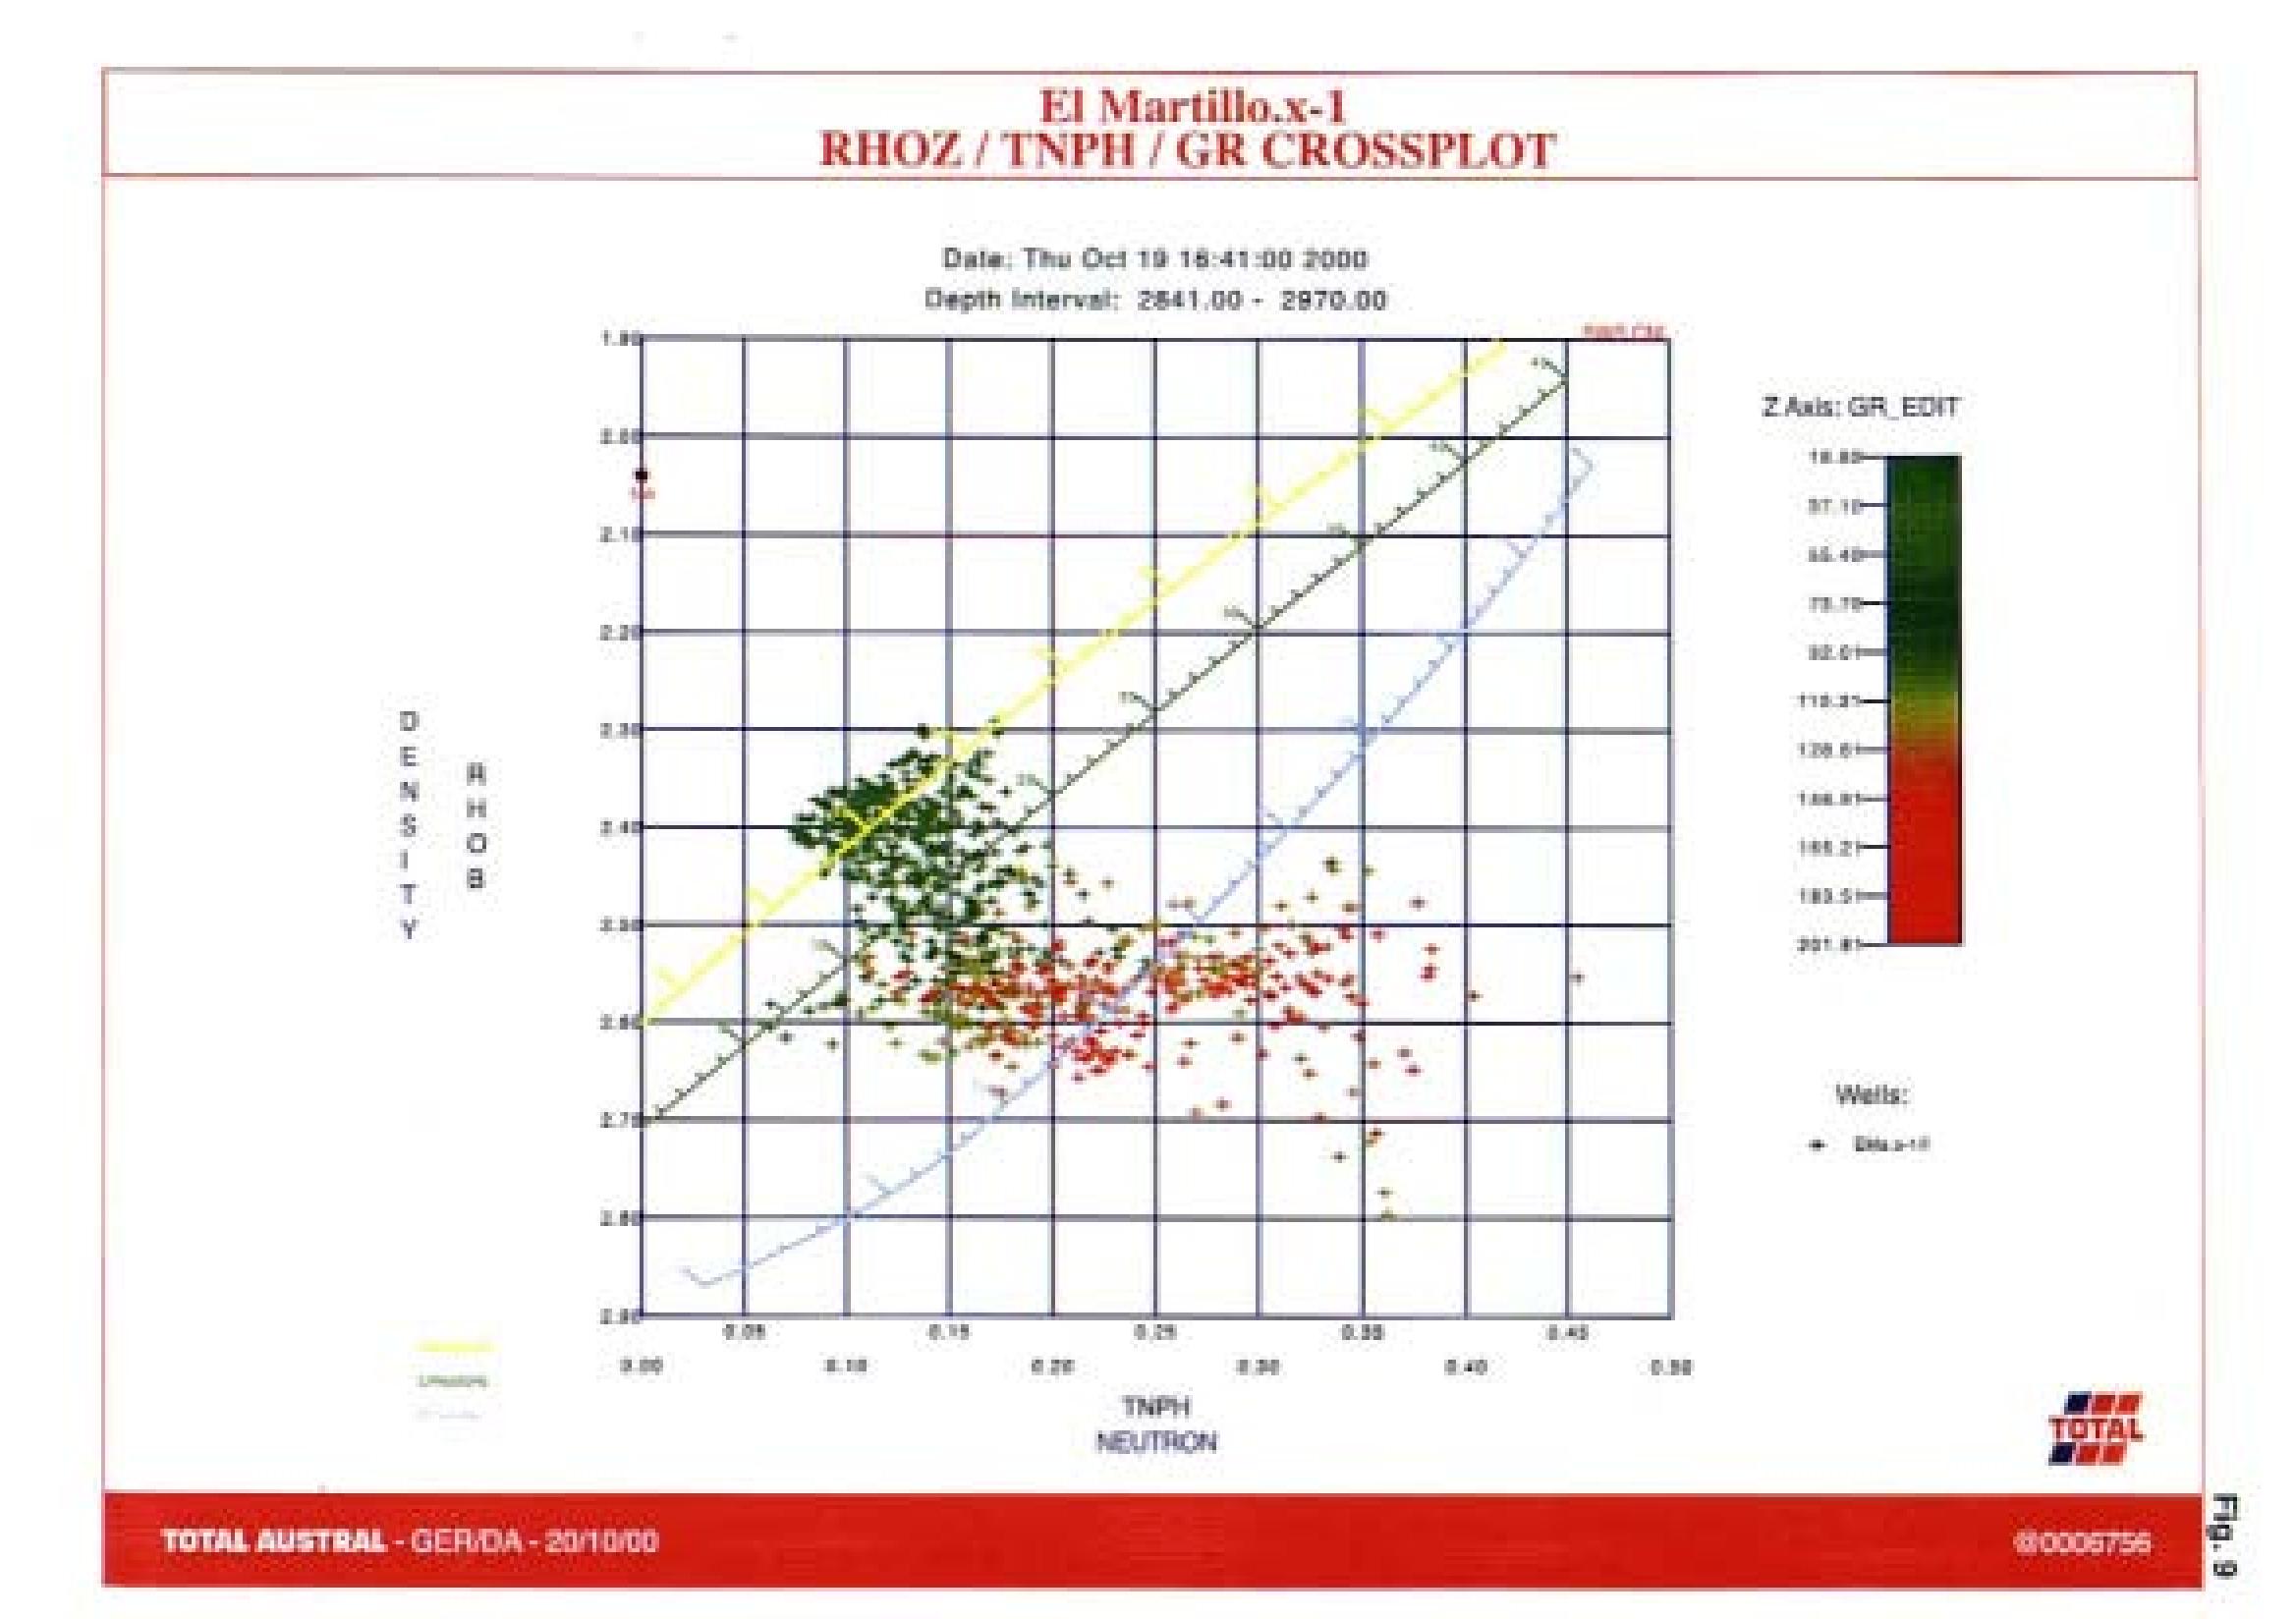 El Martillo.x-1
RHOZ / TNPH / GR CROSSPLOT
Date: Thu Oct 19 16:41:00 2000
Depth Interval: 2841.00 - 2970.00
1.90
2.00
2.10
2.20
2.30
2.40
2.50
2.60
2.70
2.80
2.90
DENSITY
RHOB
0.05 0.15 0.25 0.35 0.45
0.00 0.10 0.20 0.30 0.40 0.50
TNPH
NEUTRON
Z Axis: GR_EDIT
18.80
37.10
55.40
73.70
92.01
110.31
128.61
146.91
165.21
183.51
201.81
Wells:
TOTAL
TOTAL AUSTRAL - GER/DA - 20/10/00
@0006756
Fig. 9